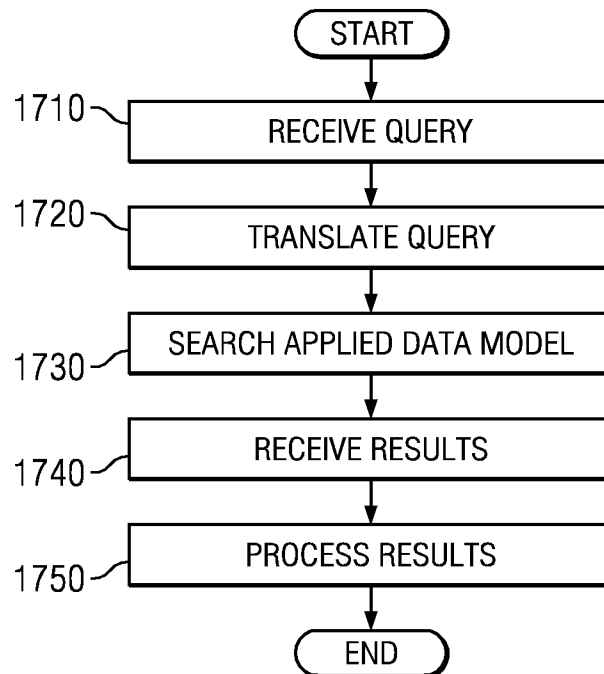 START
1710
RECEIVE QUERY
1720
TRANSLATE QUERY
1730
SEARCH APPLIED DATA MODEL
1740
RECEIVE RESULTS
1750
PROCESS RESULTS
END